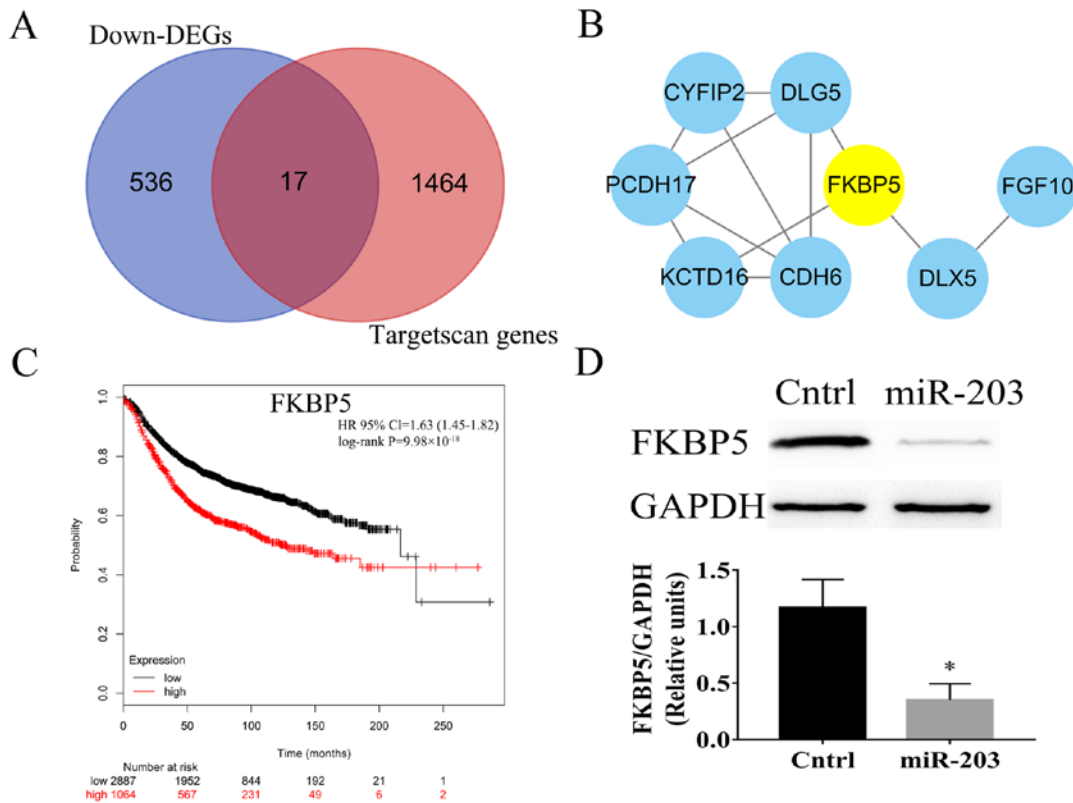 A
Down-DEGs
536
17
1464
Targetscan genes
B
CYFIP2
DLG5
PCDH17
FKBP5
FGF10
KCTD16
CDH6
DLX5
C
FKBP5
HR 95% CI=1.63 (1.45-1.82)
log-rank P=9.98×10⁻¹⁸
Probability
1.0
0.8
0.6
0.4
0.2
0.0
Expression
low
high
0 50 100 150 200 250
Time (months)
Number at risk
low 2887 1952 844 192 21 1
high 1064 567 231 49 6 2
D
Cntrl miR-203
FKBP5
GAPDH
FKBP5/GAPDH
(Relative units)
1.5
1.0
0.5
0.0
*
Cntrl miR-203